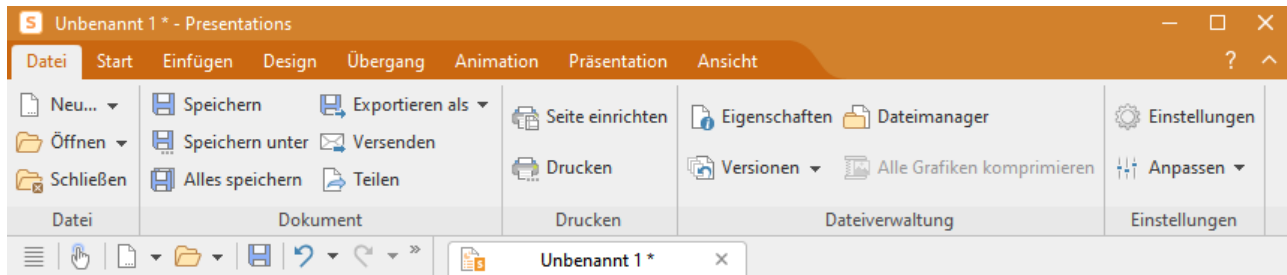 S Unbenannt 1 * - Presentations
Datei Start Einfügen Design Übergang Animation Präsentation Ansicht ?
Neu... Speichern Exportieren als Seite einrichten Eigenschaften Dateimanager Einstellungen
Öffnen Speichern unter Versenden
Schließen Alles speichern Teilen Drucken Versionen Alle Grafiken komprimieren Anpassen
Datei Dokument Drucken Dateiverwaltung Einstellungen
» Unbenannt 1 *